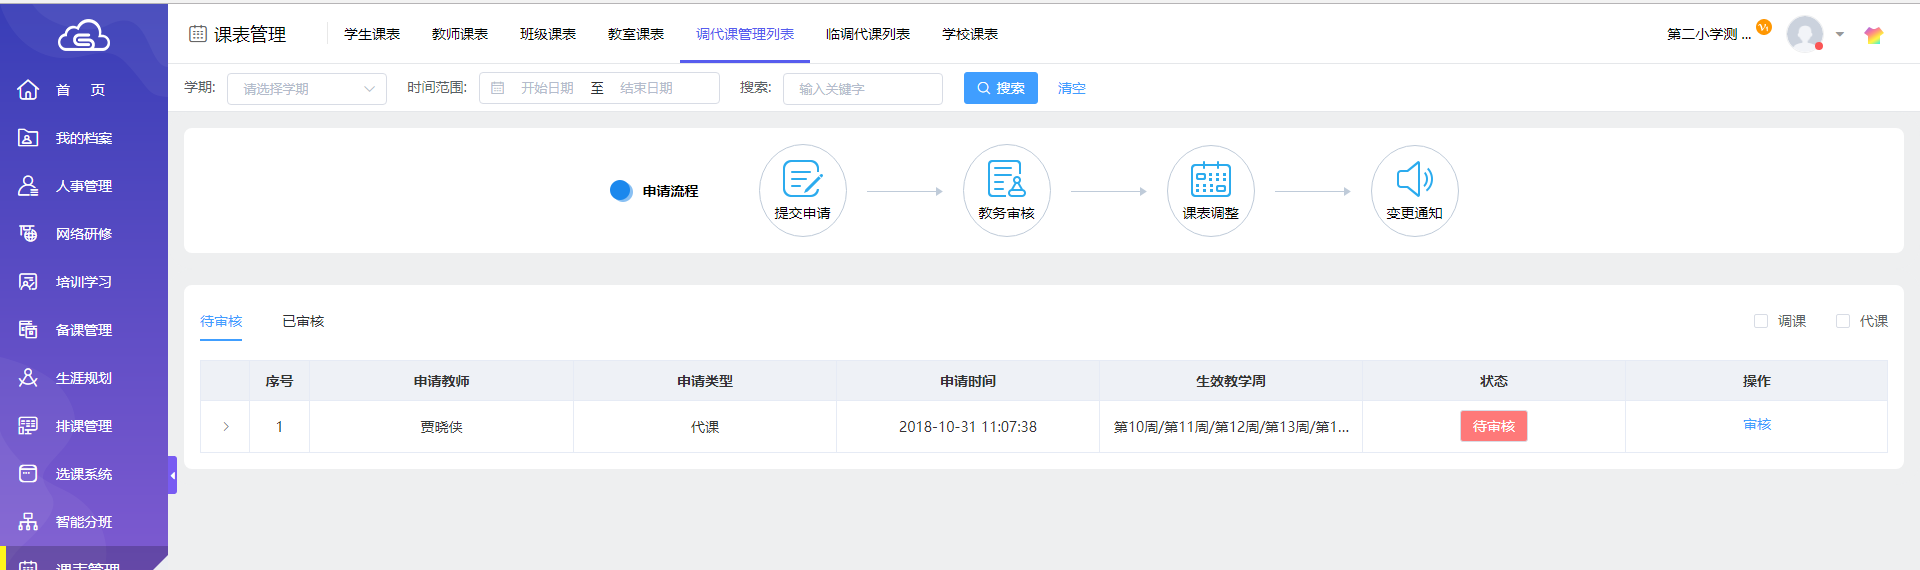 课表管理
学生课表
教师课表
班级课表
教室课表
调代课管理列表
临调代课列表
学校课表
第二小学测 ...
首 页
我的档案
人事管理
网络研修
培训学习
备课管理
生涯规划
排课管理
选课系统
智能分班
课表管理
学期: 请选择学期
时间范围: 开始日期 至 结束日期
搜索: 输入关键字
搜索
清空
申请流程
提交申请
教务审核
课表调整
变更通知
待审核 已审核
调课 代课
序号 申请教师 申请类型 申请时间 生效教学周 状态 操作
1 贾晓侠 代课 2018-10-31 11:07:38 第10周/第11周/第12周/第13周/第1... 待审核 审核